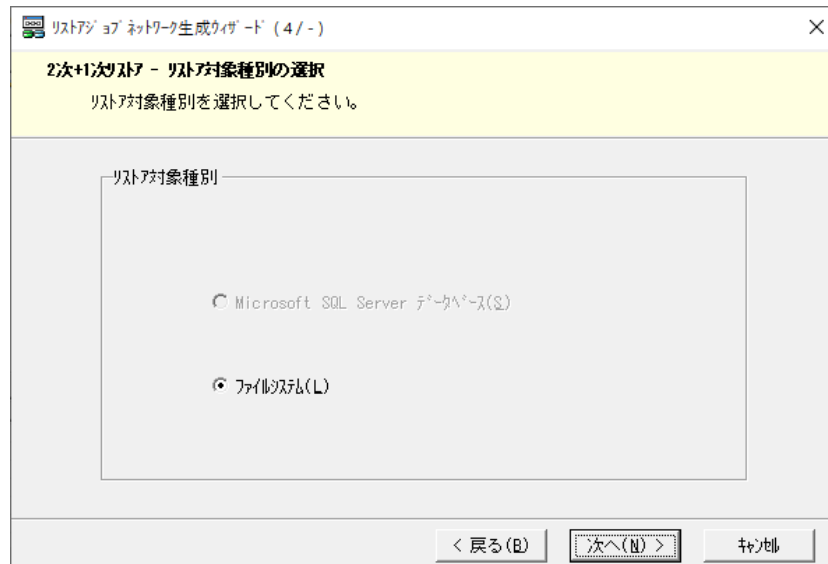 ﾘｽﾄｱｼﾞｮﾌﾞﾈｯﾄﾜｰｸ生成ｳｨｻﾞｰﾄﾞ (4/-)
2次+1次ﾘｽﾄｱ - ﾘｽﾄｱ対象種別の選択
ﾘｽﾄｱ対象種別を選択してください。
ﾘｽﾄｱ対象種別
Microsoft SQL Server ﾃﾞｰﾀﾍﾞｰｽ(S)
ﾌｧｲﾙｼｽﾃﾑ(L)
< 戻る(B)
次へ(N) >
ｷｬﾝｾﾙ